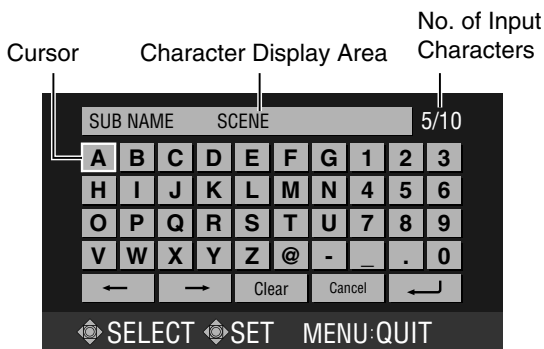 No. of Input
Cursor Character Display Area Characters
SUB NAME SCENE 5/10
A B C D E F G 1 2 3
H I J K L M N 4 5 6
O P Q R S T U 7 8 9
V W X Y Z @ - _ . 0
← → Clear Cancel ↵
SELECT SET MENU:QUIT